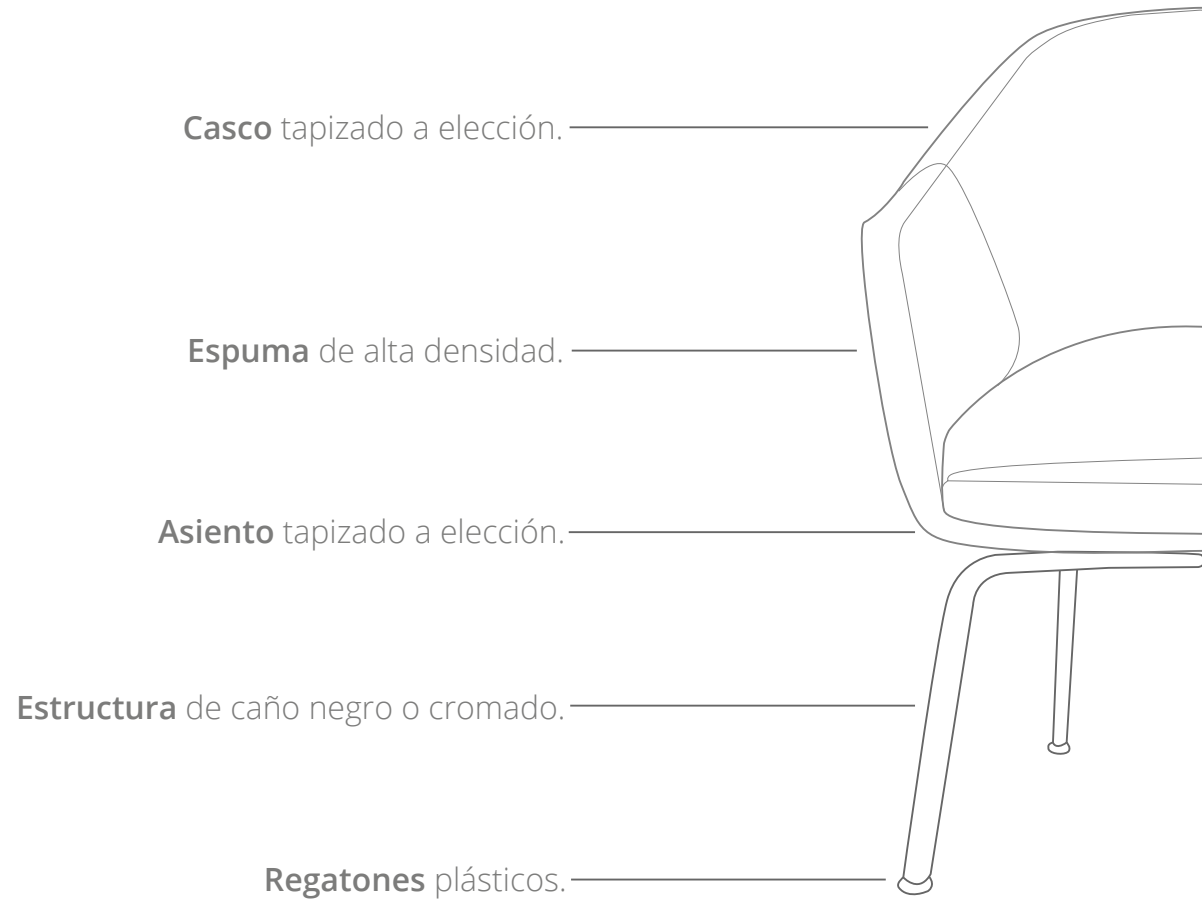 Casco tapizado a elección.
Espuma de alta densidad.
Asiento tapizado a elección.
Estructura de caño negro o cromado.
Regatones plásticos.